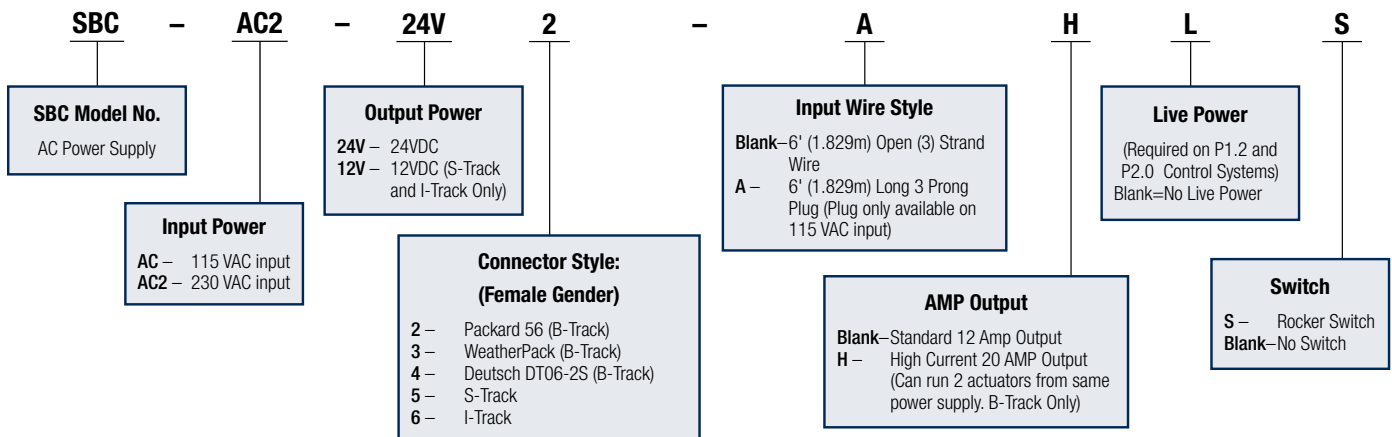 SBC – AC2 – 24V 2 – A H L S
SBC Model No.
AC Power Supply
Input Power
AC – 115 VAC input
AC2 – 230 VAC input
Output Power
24V – 24VDC
12V – 12VDC (S-Track
and I-Track Only)
Connector Style:
(Female Gender)
2 – Packard 56 (B-Track)
3 – WeatherPack (B-Track)
4 – Deutsch DT06-2S (B-Track)
5 – S-Track
6 – I-Track
Input Wire Style
Blank–6' (1.829m) Open (3) Strand
Wire
A – 6' (1.829m) Long 3 Prong
Plug (Plug only available on
115 VAC input)
AMP Output
Blank–Standard 12 Amp Output
H – High Current 20 AMP Output
(Can run 2 actuators from same
power supply. B-Track Only)
Live Power
(Required on P1.2 and
P2.0 Control Systems)
Blank=No Live Power
Switch
S – Rocker Switch
Blank–No Switch